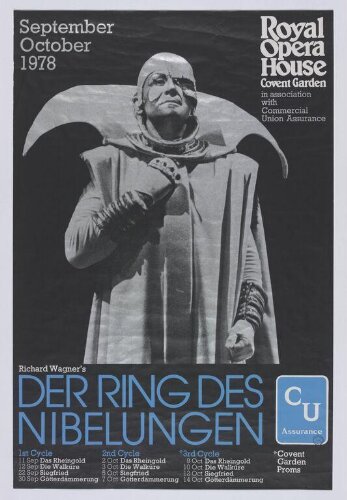 September
October
1978
Royal
Opera
House
Covent Garden
in association
with
Commercial
Union Assurance
Richard Wagner's
DER RING DES
NIBELUNGEN
CU
Assurance
1st Cycle
11 Sep Das Rheingold
12 Sep Die Walküre
22 Sep Siegfried
30 Sep Götterdämmerung
2nd Cycle
2 Oct Das Rheingold
3 Oct Die Walküre
5 Oct Siegfried
7 Oct Götterdämmerung
*3rd Cycle
9 Oct Das Rheingold
10 Oct Die Walküre
12 Oct Siegfried
14 Oct Götterdämmerung
*Covent
Garden
Proms